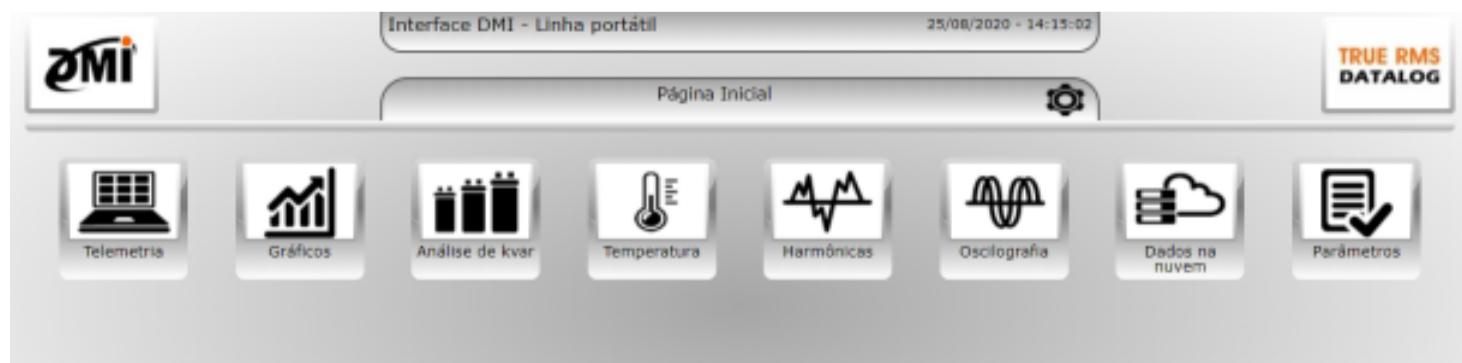 Interface DMI - Linha portátil 25/08/2020 - 14:15:02
DMI
TRUE RMS
DATALOG
Página Inicial
Telemetria
Gráficos
Análise de kvar
Temperatura
Harmônicas
Oscilografia
Dados na
nuvem
Parâmetros